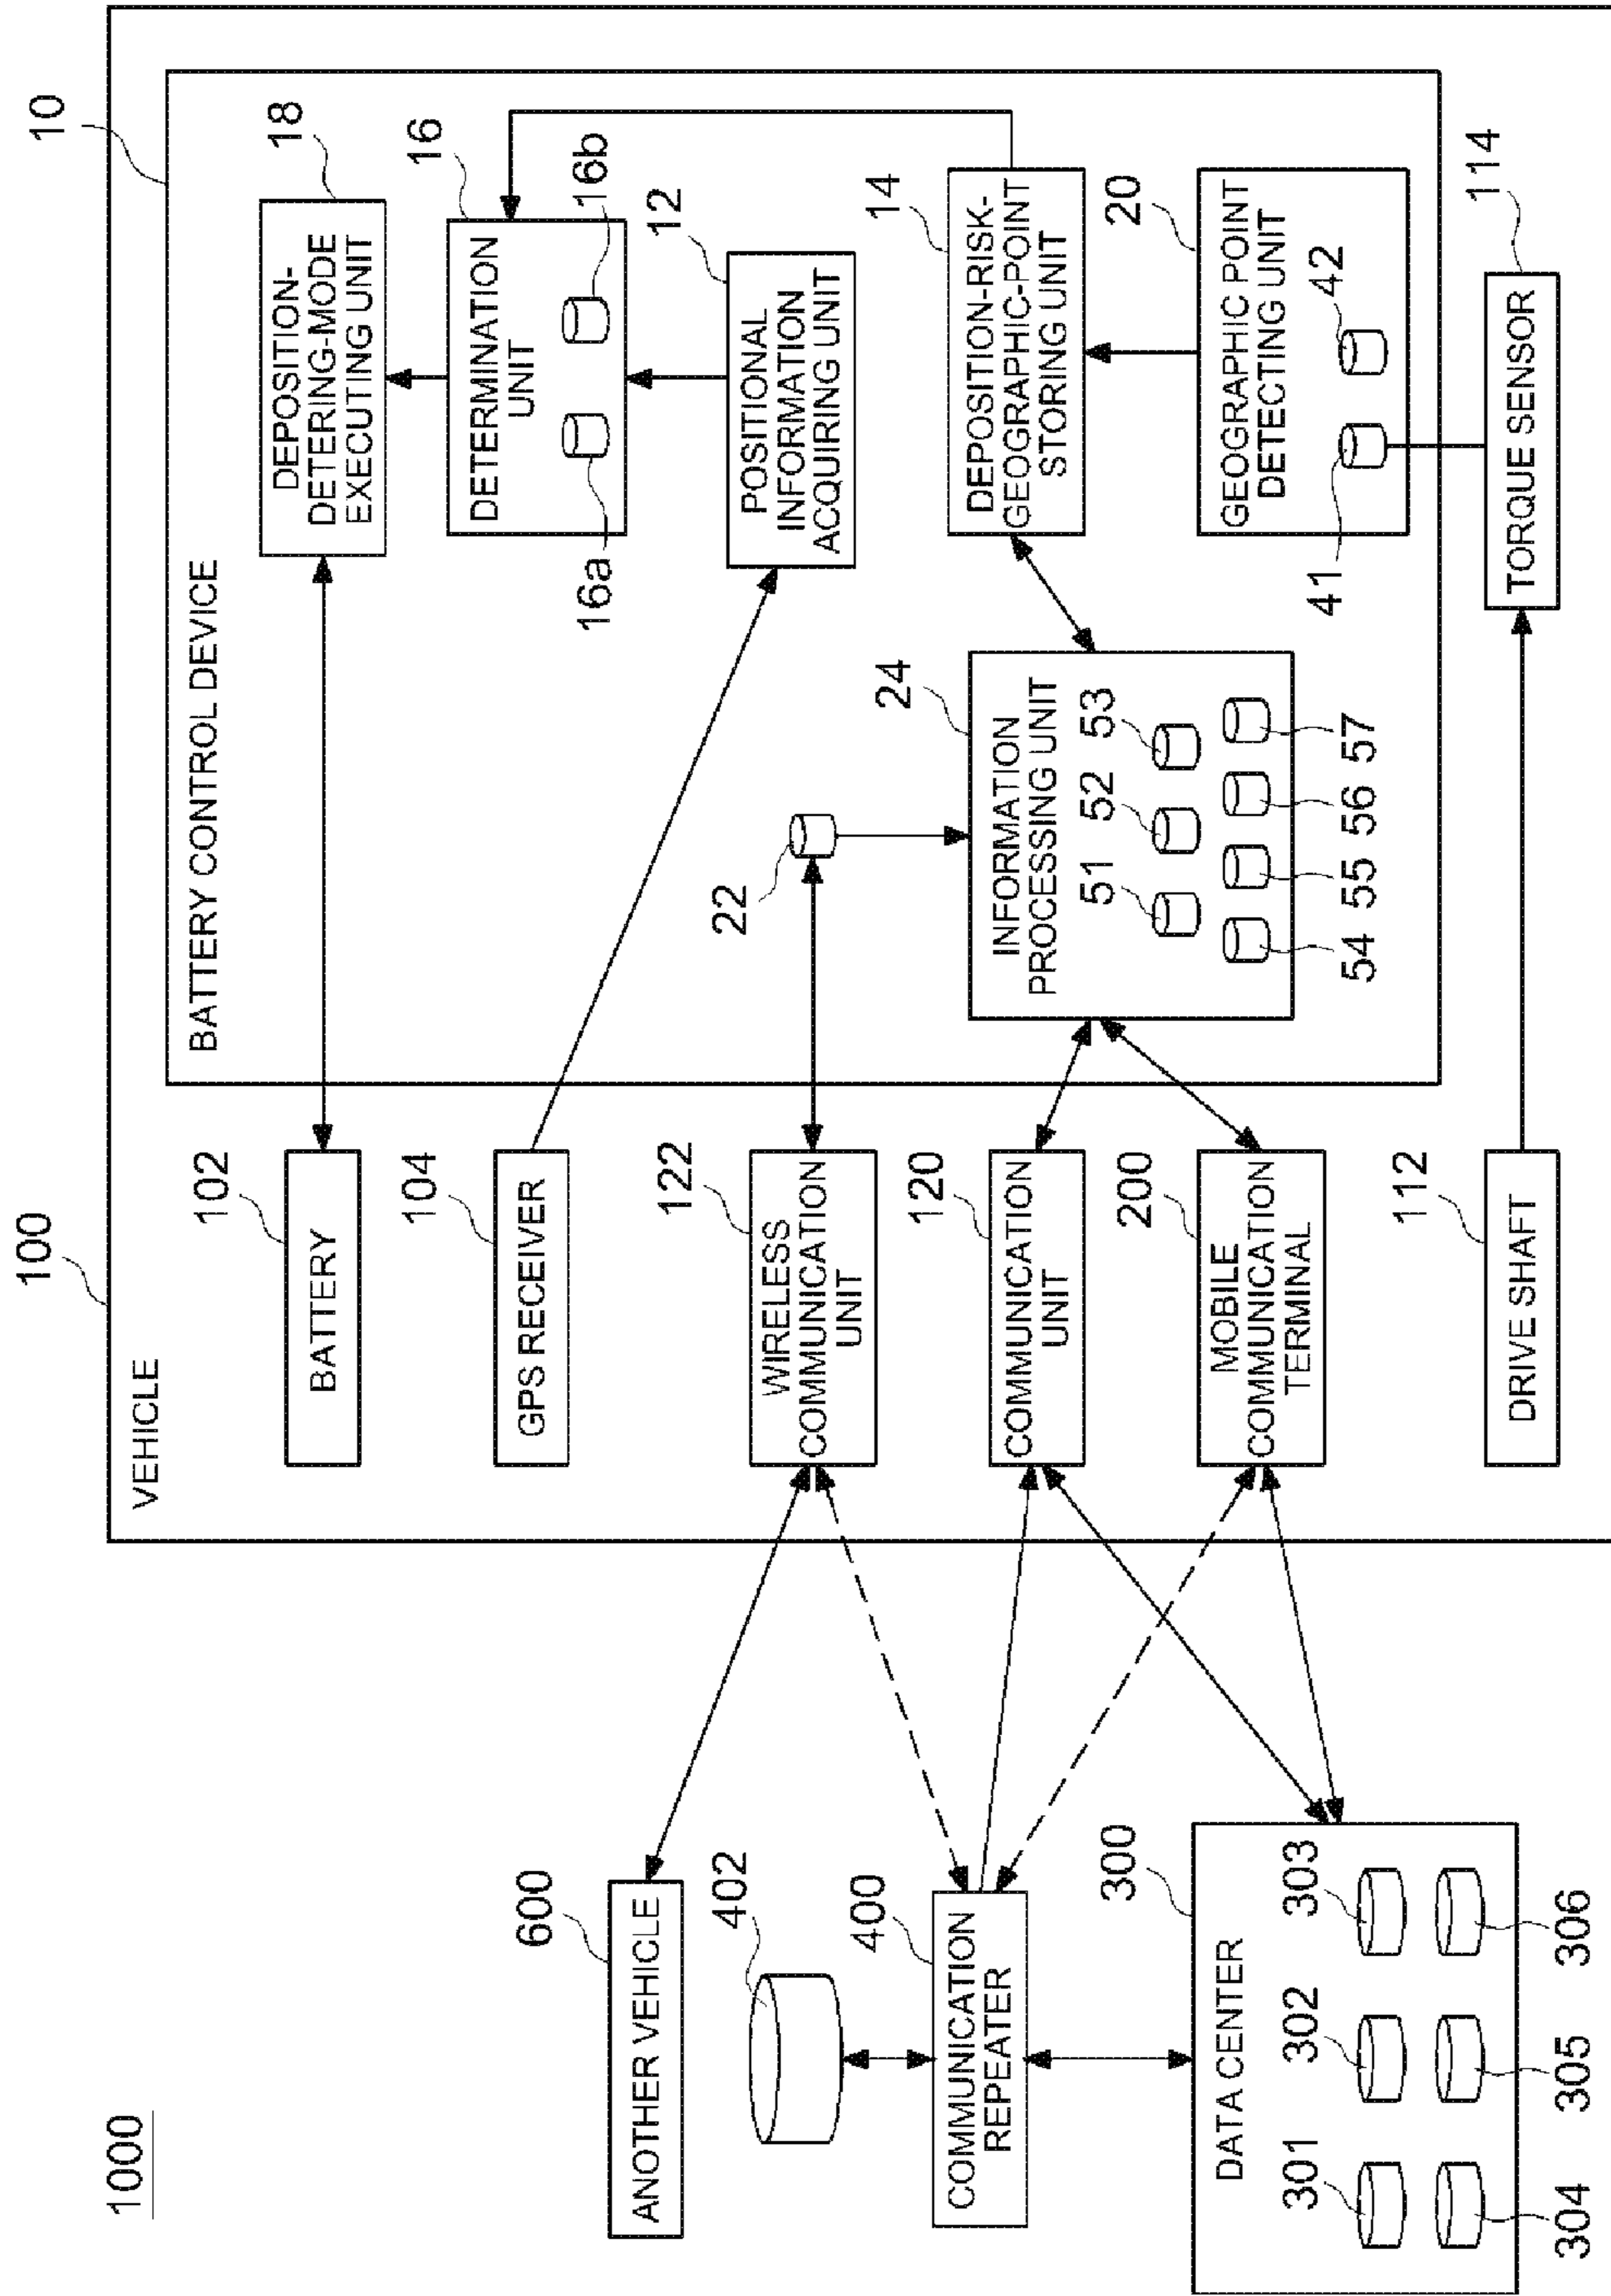 1000
100
10
VEHICLE
BATTERY CONTROL DEVICE
600
ANOTHER VEHICLE
402
400
COMMUNICATION
REPEATER
300
DATA CENTER
301
302
303
304
305
306
102
BATTERY
104
GPS RECEIVER
122
WIRELESS
COMMUNICATION
UNIT
120
COMMUNICATION
UNIT
200
MOBILE
COMMUNICATION
TERMINAL
112
DRIVE SHAFT
22
24
INFORMATION
PROCESSING UNIT
51
52
53
54
55
56
57
18
DEPOSITION-
DETERING-MODE
EXECUTING UNIT
16
DETERMINATION
UNIT
16a
16b
12
POSITIONAL
INFORMATION
ACQUIRING UNIT
14
DEPOSITION-RISK-
GEOGRAPHIC-POINT
STORING UNIT
20
GEOGRAPHIC POINT
DETECTING UNIT
41
42
114
TORQUE SENSOR